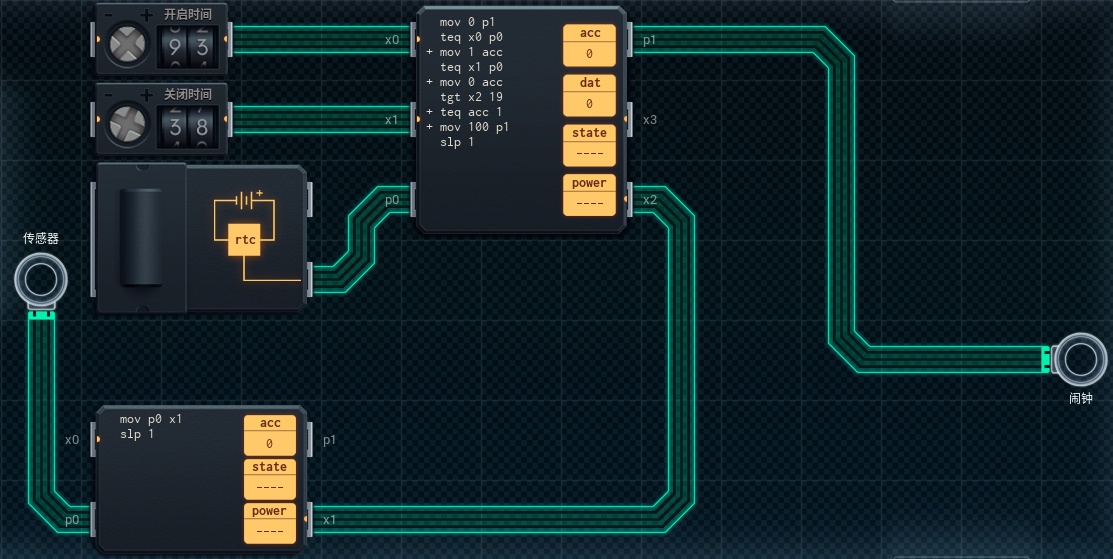 - + 开启时间
9 3
- + 关闭时间
3 8
rtc
+
传感器
x0
x1
p0
mov 0 p1
teq x0 p0
+ mov 1 acc
teq x1 p0
+ mov 0 acc
tgt x2 19
+ teq acc 1
+ mov 100 p1
slp 1
acc
0
dat
0
state
----
power
----
p1
x3
x2
闹钟
x0
p0
mov p0 x1
slp 1
acc
0
state
----
power
----
p1
x1